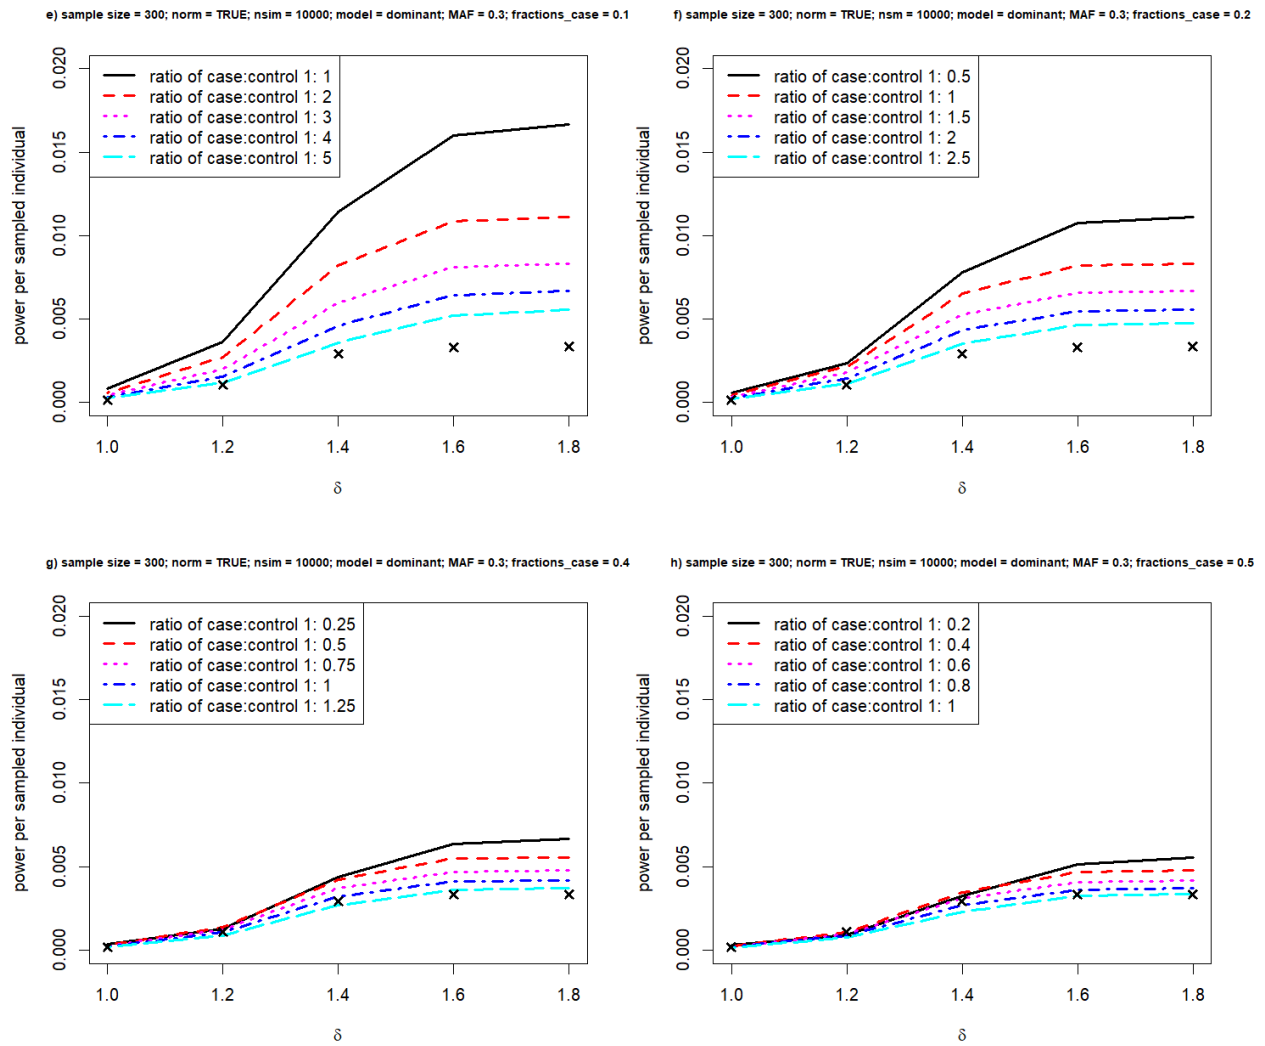 e) sample size = 300; norm = TRUE; nsim = 10000; model = dominant; MAF = 0.3; fractions_case = 0.1
power per sampled individual
0.020
0.015
0.010
0.005
0.000
ratio of case:control 1: 1
ratio of case:control 1: 2
ratio of case:control 1: 3
ratio of case:control 1: 4
ratio of case:control 1: 5
1.0 1.2 1.4 1.6 1.8
δ
f) sample size = 300; norm = TRUE; nsim = 10000; model = dominant; MAF = 0.3; fractions_case = 0.2
power per sampled individual
0.020
0.015
0.010
0.005
0.000
ratio of case:control 1: 0.5
ratio of case:control 1: 1
ratio of case:control 1: 1.5
ratio of case:control 1: 2
ratio of case:control 1: 2.5
1.0 1.2 1.4 1.6 1.8
δ
g) sample size = 300; norm = TRUE; nsim = 10000; model = dominant; MAF = 0.3; fractions_case = 0.4
power per sampled individual
0.020
0.015
0.010
0.005
0.000
ratio of case:control 1: 0.25
ratio of case:control 1: 0.5
ratio of case:control 1: 0.75
ratio of case:control 1: 1
ratio of case:control 1: 1.25
1.0 1.2 1.4 1.6 1.8
δ
h) sample size = 300; norm = TRUE; nsim = 10000; model = dominant; MAF = 0.3; fractions_case = 0.5
power per sampled individual
0.020
0.015
0.010
0.005
0.000
ratio of case:control 1: 0.2
ratio of case:control 1: 0.4
ratio of case:control 1: 0.6
ratio of case:control 1: 0.8
ratio of case:control 1: 1
1.0 1.2 1.4 1.6 1.8
δ